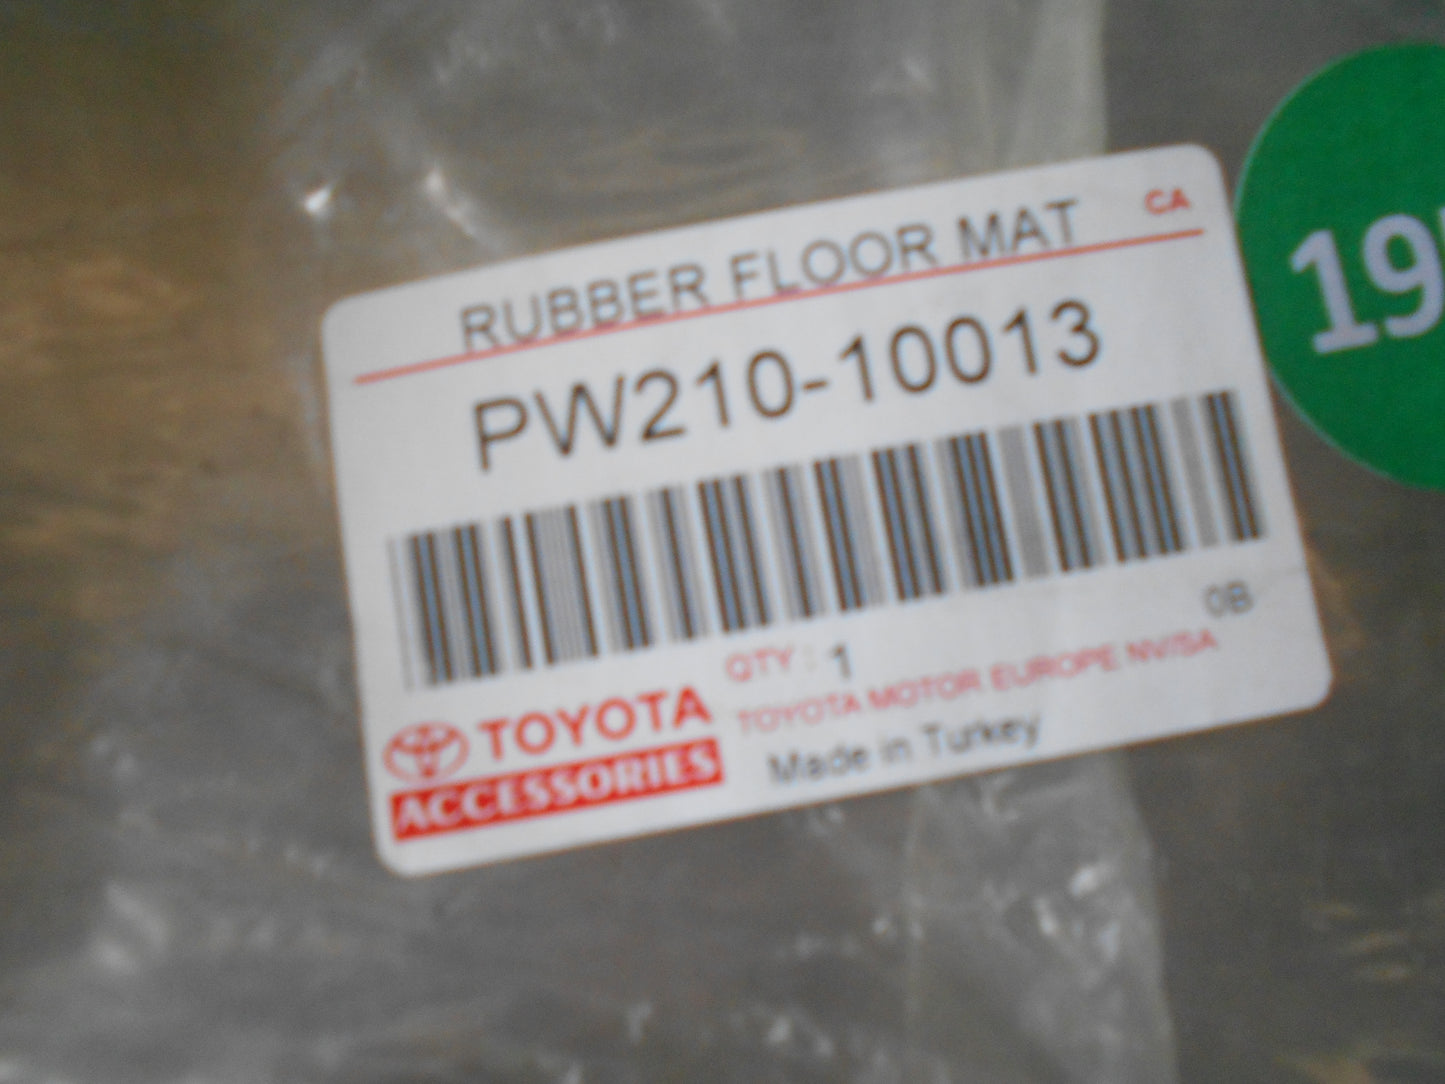 RUBBER FLOOR MAT
CA
PW210-10013
0B
QTY : 1
TOYOTA
TOYOTA MOTOR EUROPE NV/SA
ACCESSORIES
Made in Turkey
19